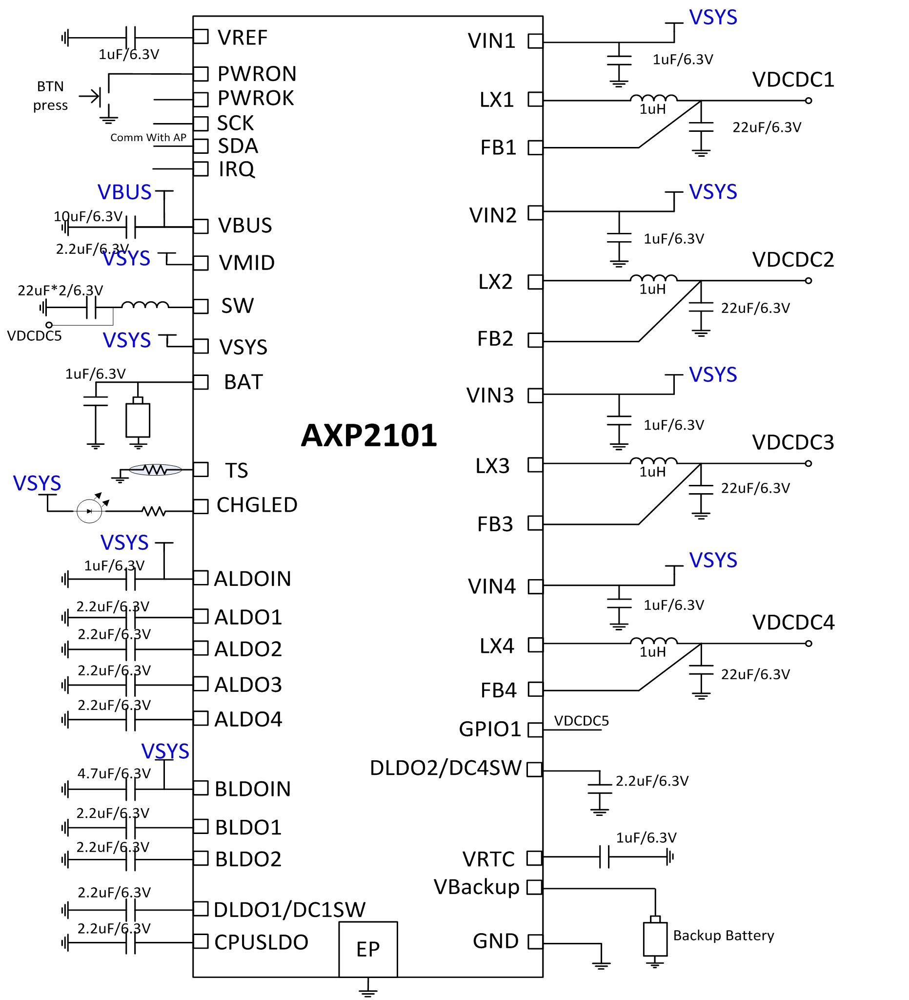 VREF
1uF/6.3V
PWRON
BTN
press
PWROK
SCK
Comm With AP
SDA
IRQ
VBUS
10uF/6.3V
VBUS
2.2uF/6.3V
VSYS
VMID
22uF*2/6.3V
SW
VDCDC5
VSYS
VSYS
1uF/6.3V
BAT
AXP2101
TS
VSYS
CHGLED
VSYS
1uF/6.3V
ALDOIN
2.2uF/6.3V
ALDO1
2.2uF/6.3V
ALDO2
2.2uF/6.3V
ALDO3
2.2uF/6.3V
ALDO4
VSYS
4.7uF/6.3V
BLDOIN
2.2uF/6.3V
BLDO1
2.2uF/6.3V
BLDO2
2.2uF/6.3V
DLDO1/DC1SW
2.2uF/6.3V
CPUSLDO
EP
VSYS
VIN1
1uF/6.3V
VDCDC1
LX1
1uH
22uF/6.3V
FB1
VSYS
VIN2
1uF/6.3V
VDCDC2
LX2
1uH
22uF/6.3V
FB2
VSYS
VIN3
1uF/6.3V
VDCDC3
LX3
1uH
22uF/6.3V
FB3
VSYS
VIN4
1uF/6.3V
VDCDC4
LX4
1uH
22uF/6.3V
FB4
GPIO1
VDCDC5
DLDO2/DC4SW
2.2uF/6.3V
1uF/6.3V
VRTC
VBackup
Backup Battery
GND